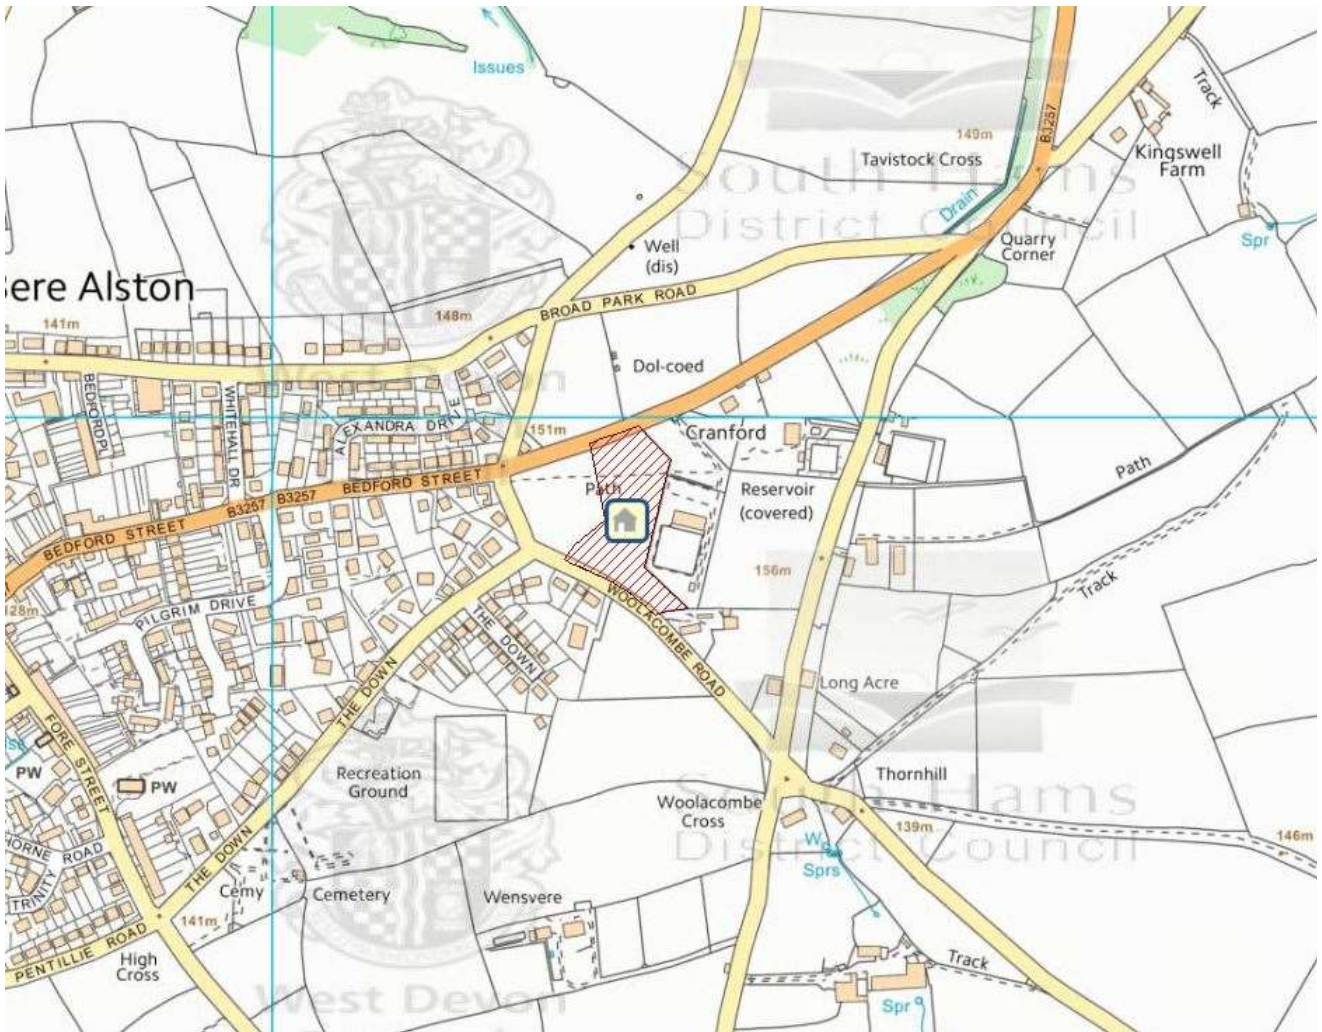 Issues
149m
Tavistock Cross
B3257
Track
Kingswell
Farm
South Hams
District Council
Drain
Quarry
Corner
Spr
Well
(dis)
ere Alston
141m
148m
BROAD PARK ROAD
West Devon
Dol-coed
BEDFORD PL
WHITEHALL DR
ALEXANDRA DRIVE
151m
Cranford
Path
Path
Reservoir
(covered)
BEDFORD STREET
B3257
B3257
BEDFORD STREET
156m
Track
128m
PILGRIM DRIVE
THE DOWN
WOOLACOMBE ROAD
THE DOWN
Long Acre
FORE STREET
PW
PW
Recreation
Ground
Thornhill
Woolacombe
Cross
South Hams
District Council
139m
146m
W
Sprs
HORNE ROAD
TRINITY
THE DOWN
Cemy
Cemetery
Wensvere
141m
PENTILLIE ROAD
High
Cross
Track
Spr
West Devon